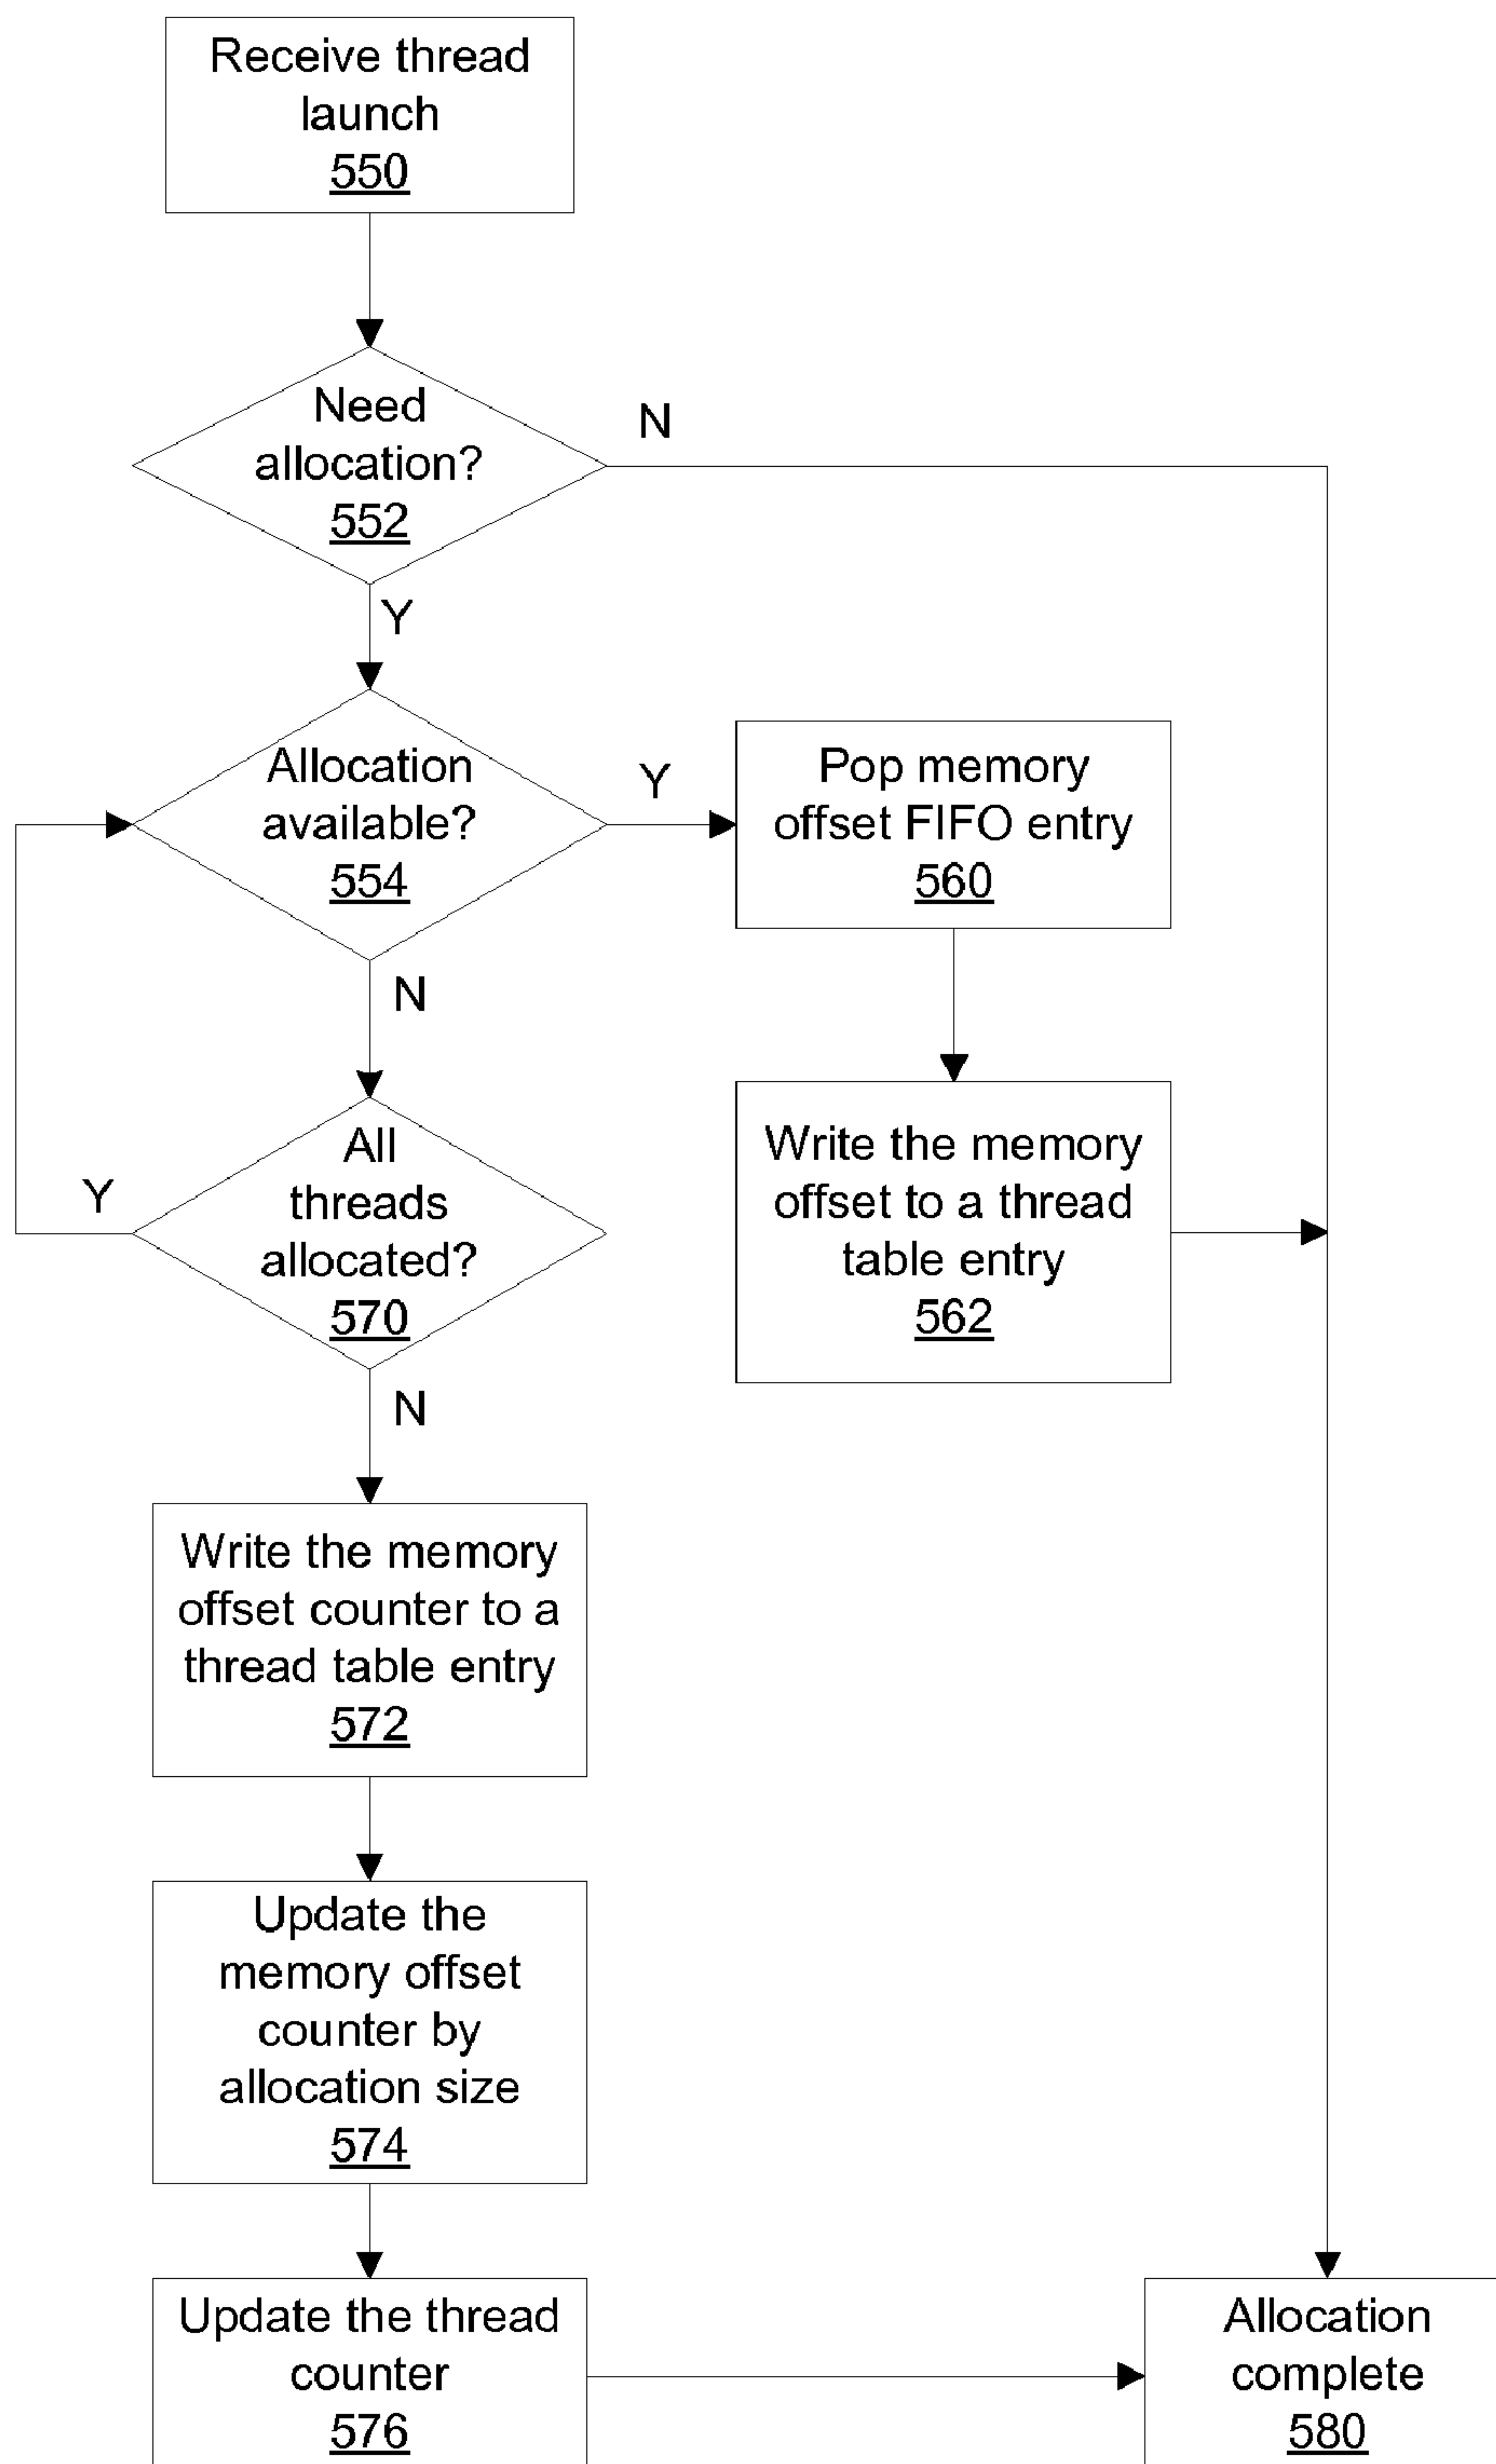 Receive thread
launch
550
Need
allocation?
552
N
Y
Allocation
available?
554
Y
Pop memory
offset FIFO entry
560
N
Write the memory
offset to a thread
table entry
562
All
threads
allocated?
570
Y
N
Write the memory
offset counter to a
thread table entry
572
Update the
memory offset
counter by
allocation size
574
Update the thread
counter
576
Allocation
complete
580